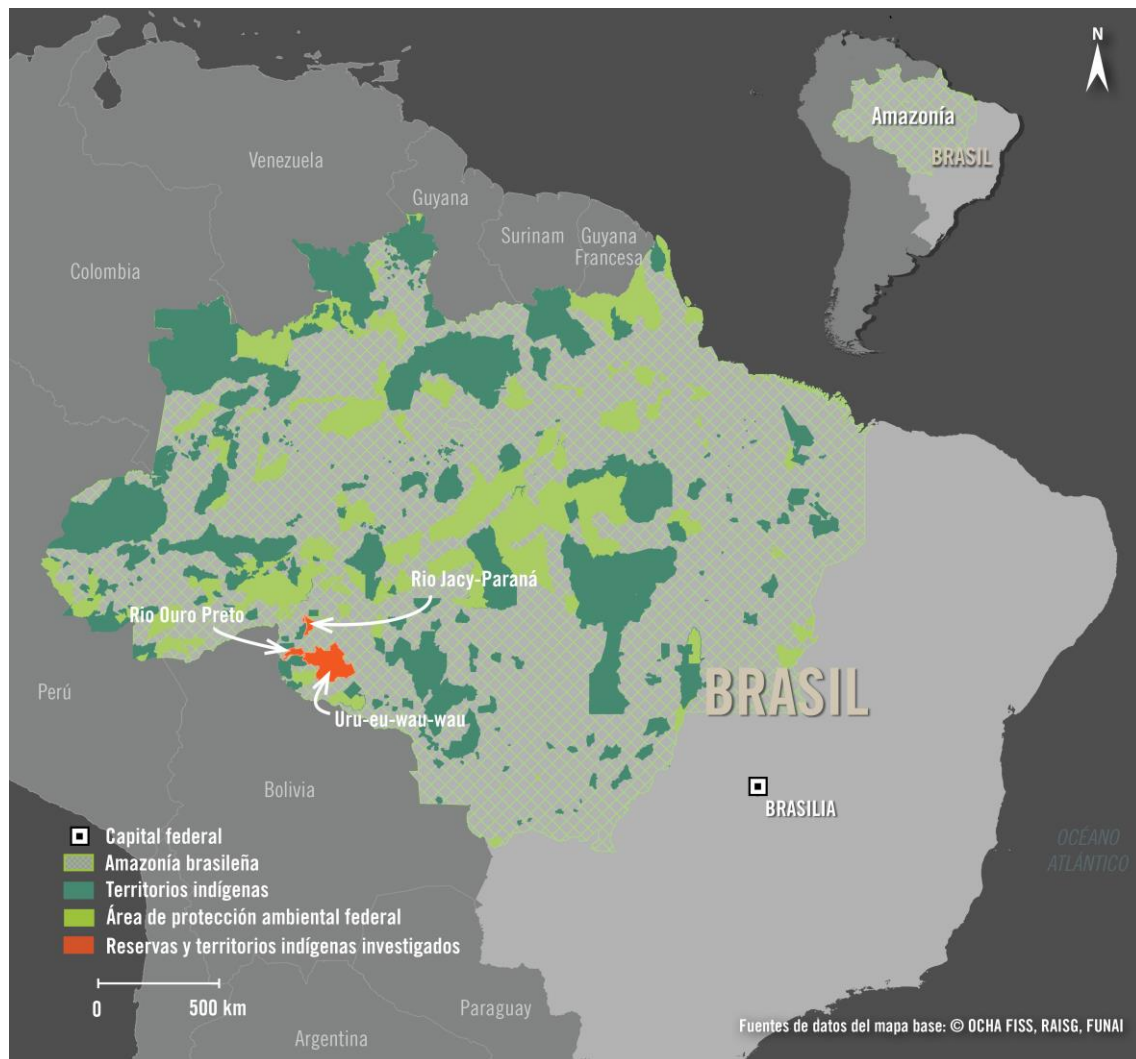 N
Amazonía
BRASIL
Venezuela
Guyana
Surinam
Guyana
Francesa
Colombia
Rio Jacy-Paraná
Rio Ouro Preto
Uru-eu-wau-wau
Perú
BRASIL
Bolivia
BRASILIA
OCÉANO
ATLÁNTICO
Capital federal
Amazonía brasileña
Territorios indígenas
Área de protección ambiental federal
Reservas y territorios indígenas investigados
0 500 km
Paraguay
Argentina
Fuentes de datos del mapa base: © OCHA FISS, RAISG, FUNAI